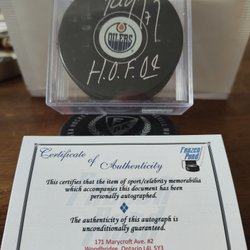 OILERS
H.O.F. 04
Certificate of
Authenticity
Frozen
Pond
This certifies that the item of sport/celebrity memorabilia
which accompanies this document has been
personally autographed.
The authenticity of this autograph is
unconditionally guaranteed.
171 Marycroft Ave. #2
Woodbridge, Ontario L4L 5Y3